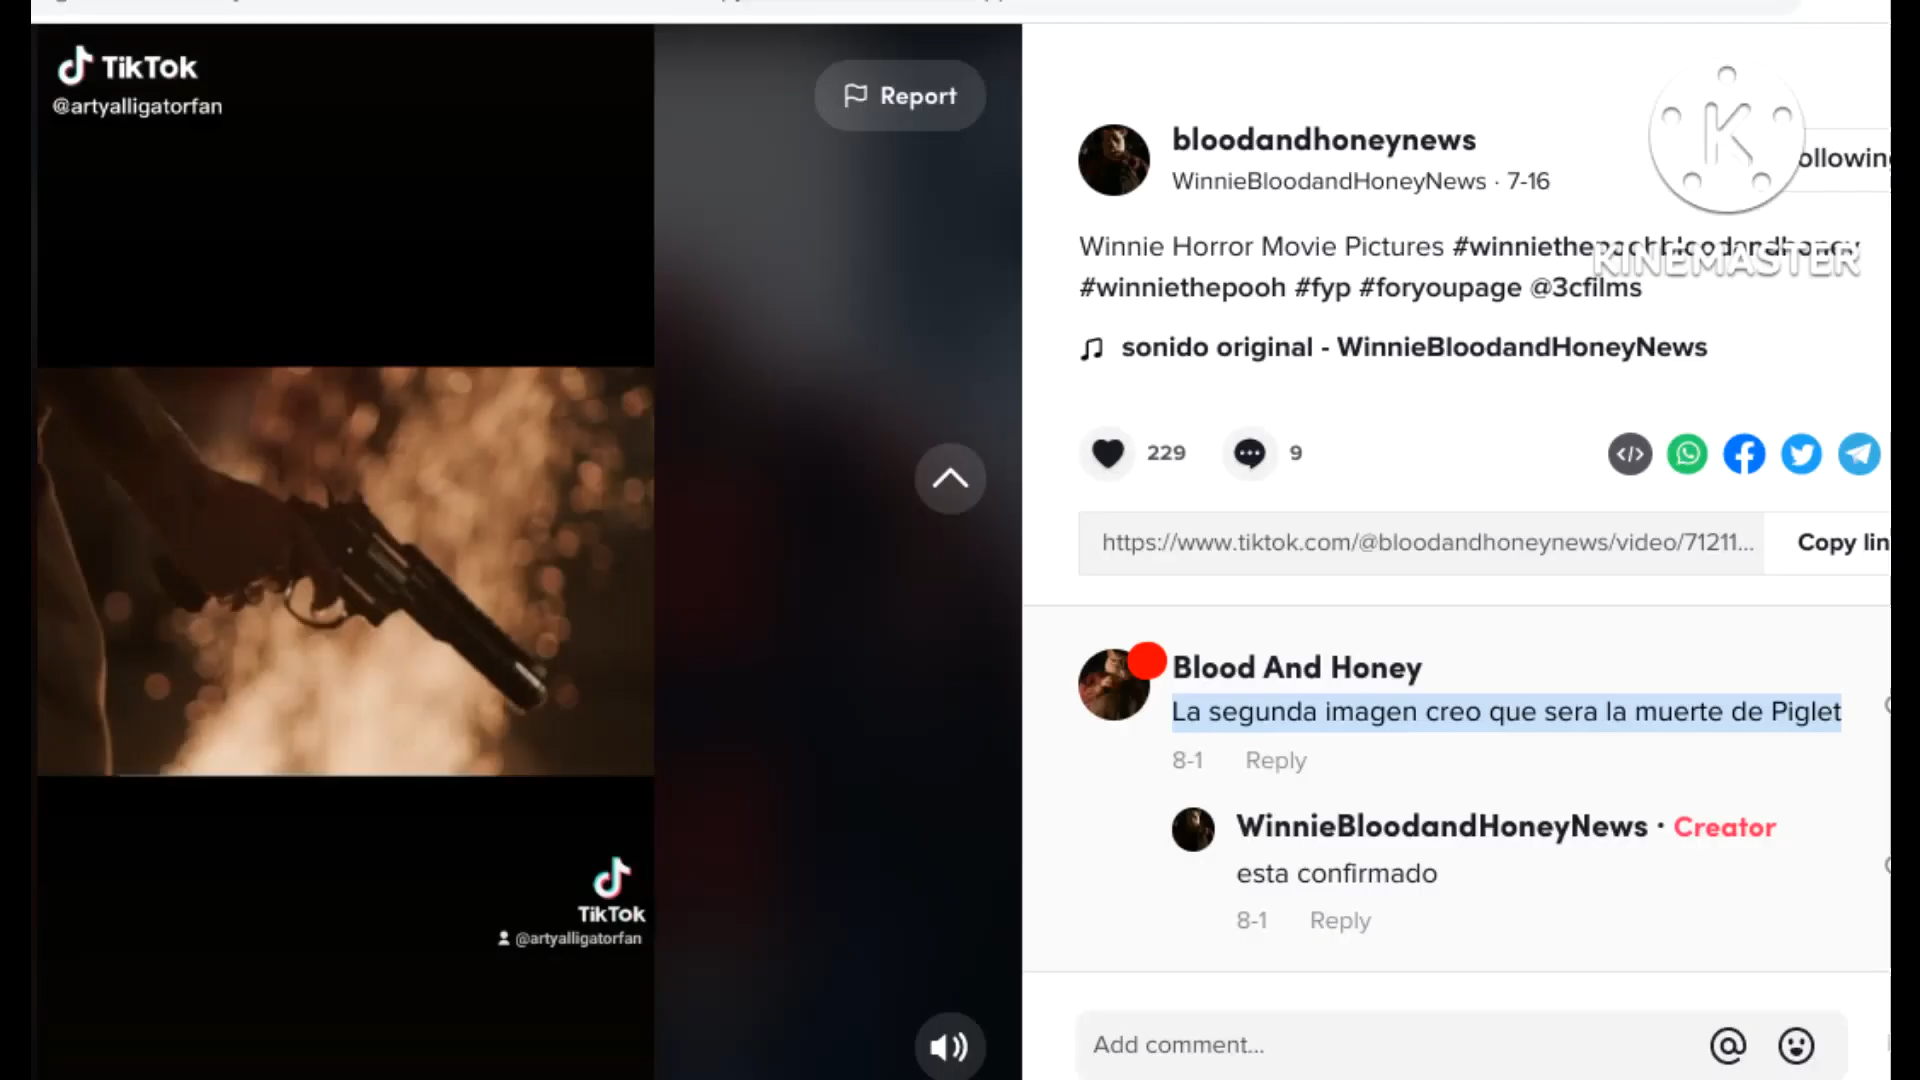 TikTok
@artyalligatorfan
Report
TikTok
@artyalligatorfan
bloodandhoneynews
WinnieBloodandHoneyNews · 7-16
KINEMASTER
Winnie Horror Movie Pictures #winniethepoohbloodandhoney
#winniethepooh #fyp #foryoupage @3cfilms
sonido original - WinnieBloodandHoneyNews
229
9
https://www.tiktok.com/@bloodandhoneynews/video/71211...
Copy lin
Blood And Honey
La segunda imagen creo que sera la muerte de Piglet
8-1 Reply
WinnieBloodandHoneyNews · Creator
esta confirmado
8-1 Reply
Add comment...